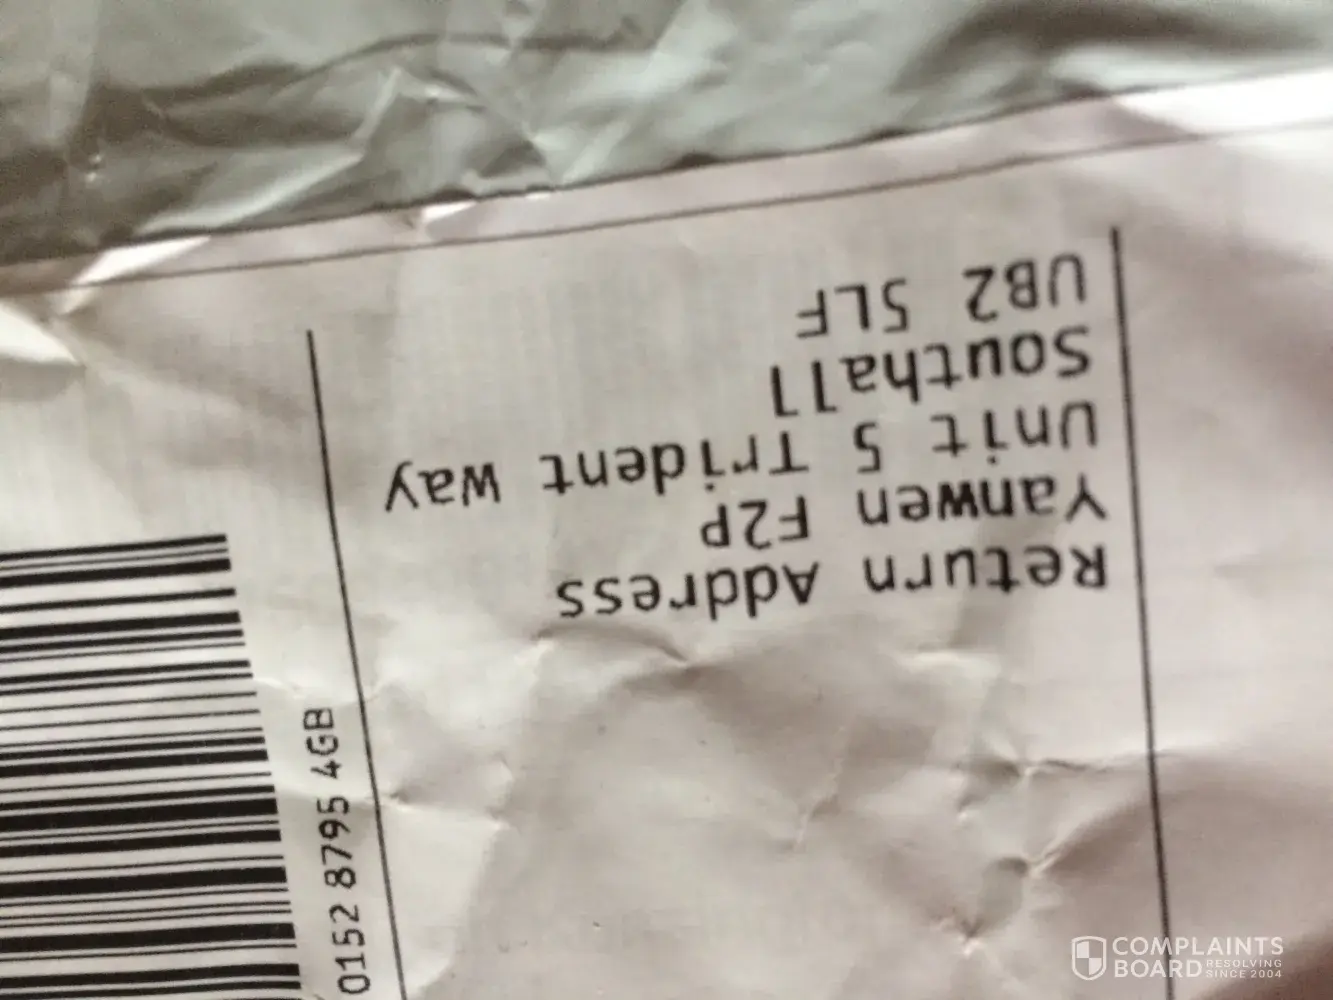 Return Address
Yanwen F2P
Unit 5 Trident way
Southall
UB2 5LF
0152 8795 4GB
COMPLAINTS
BOARD RESOLVING
SINCE 2004